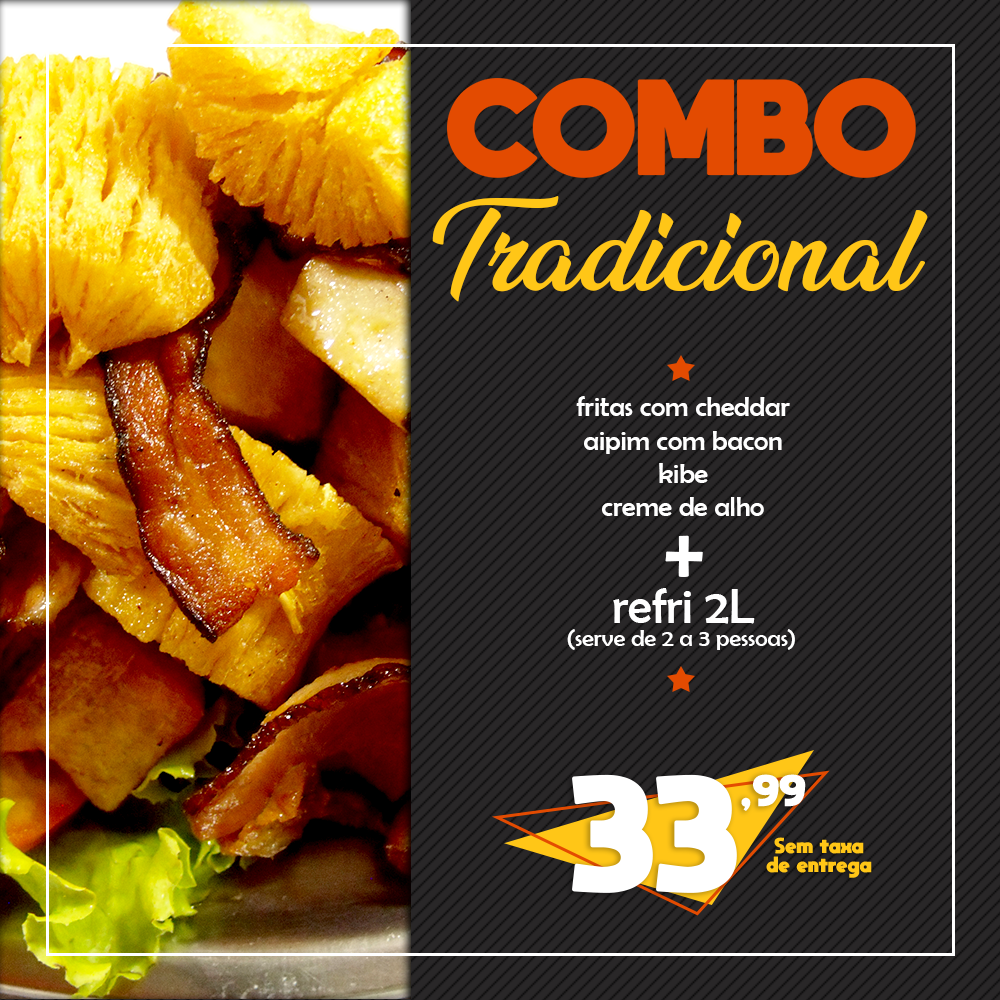 COMBO
Tradicional
fritas com cheddar
aipim com bacon
kibe
creme de alho
+
refri 2L
(serve de 2 a 3 pessoas)
33,99
Sem taxa
de entrega